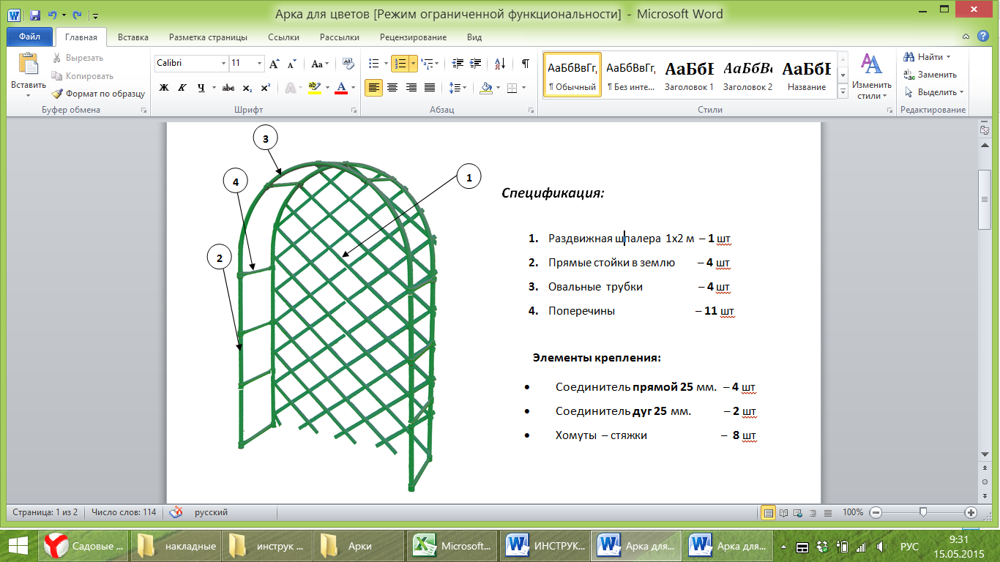 Арка для цветов [Режим ограниченной функциональности] - Microsoft Word
Файл Главная Вставка Разметка страницы Ссылки Рассылки Рецензирование Вид
Вставить
Вырезать
Копировать
Формат по образцу
Буфер обмена
Calibri 11
Ж К Ч abc x₂ x²
Шрифт
Абзац
АаБбВвГг, АаБбВвГг, АаБбЕ АаБбВс АаБбЕ
¶ Обычный ¶ Без инте... Заголовок 1 Заголовок 2 Название
Стили
Изменить стили
Найти
Заменить
Выделить
Редактирование
3
4
1
2
Спецификация:
1. Раздвижная шпалера 1х2 м – 1 шт
2. Прямые стойки в землю – 4 шт
3. Овальные трубки – 4 шт
4. Поперечины – 11 шт
Элементы крепления:
• Соединитель прямой 25 мм. – 4 шт
• Соединитель дуг 25 мм. – 2 шт
• Хомуты – стяжки – 8 шт
Страница: 1 из 2 Число слов: 114 русский 100%
Садовые ... накладные инструк ... Арки Microsoft... ИНСТРУК... Арка для... Арка для... РУС 9:31
15.05.2015